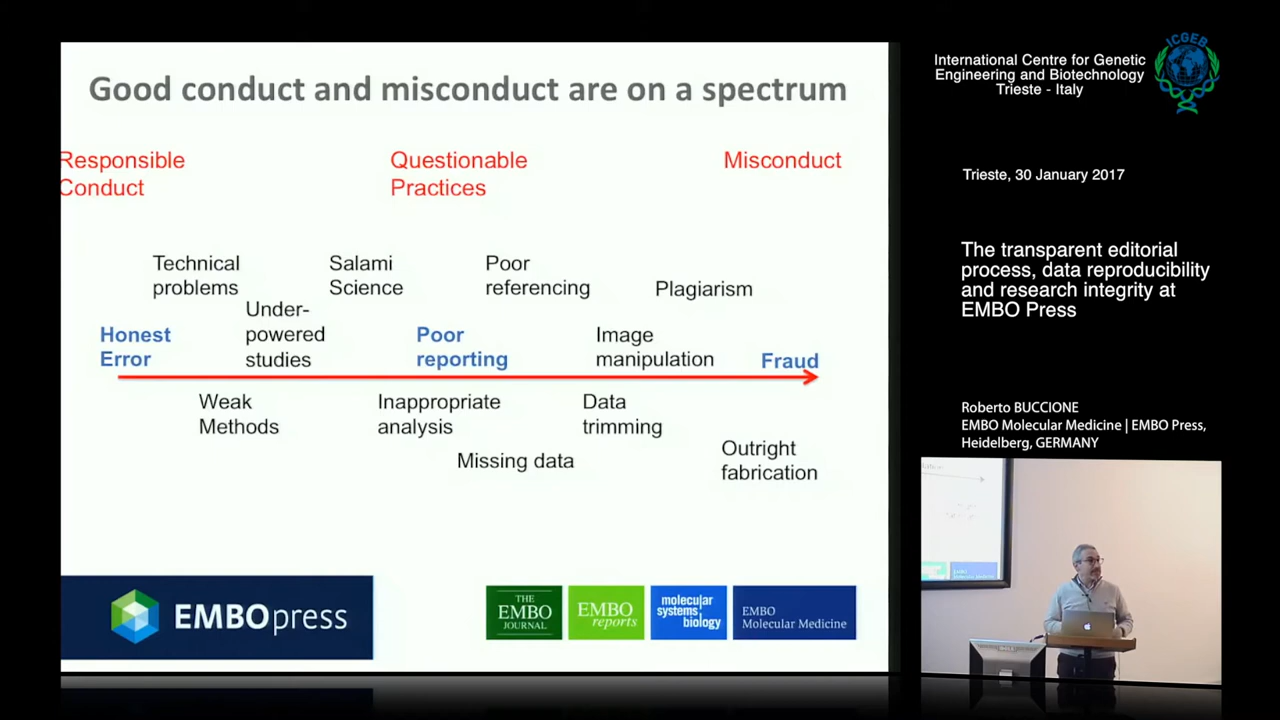 Good conduct and misconduct are on a spectrum
Responsible
Conduct
Questionable
Practices
Misconduct
Technical
problems
Salami
Science
Poor
referencing
Plagiarism
Under-
powered
studies
Honest
Error
Poor
reporting
Image
manipulation
Fraud
Weak
Methods
Inappropriate
analysis
Data
trimming
Missing data
Outright
fabrication
EMBOpress
THE
EMBO
JOURNAL
EMBO
reports
molecular
systems
biology
EMBO
Molecular Medicine
International Centre for Genetic
Engineering and Biotechnology
Trieste - Italy
ICGEB
Trieste, 30 January 2017
The transparent editorial
process, data reproducibility
and research integrity at
EMBO Press
Roberto BUCCIONE
EMBO Molecular Medicine | EMBO Press,
Heidelberg, GERMANY